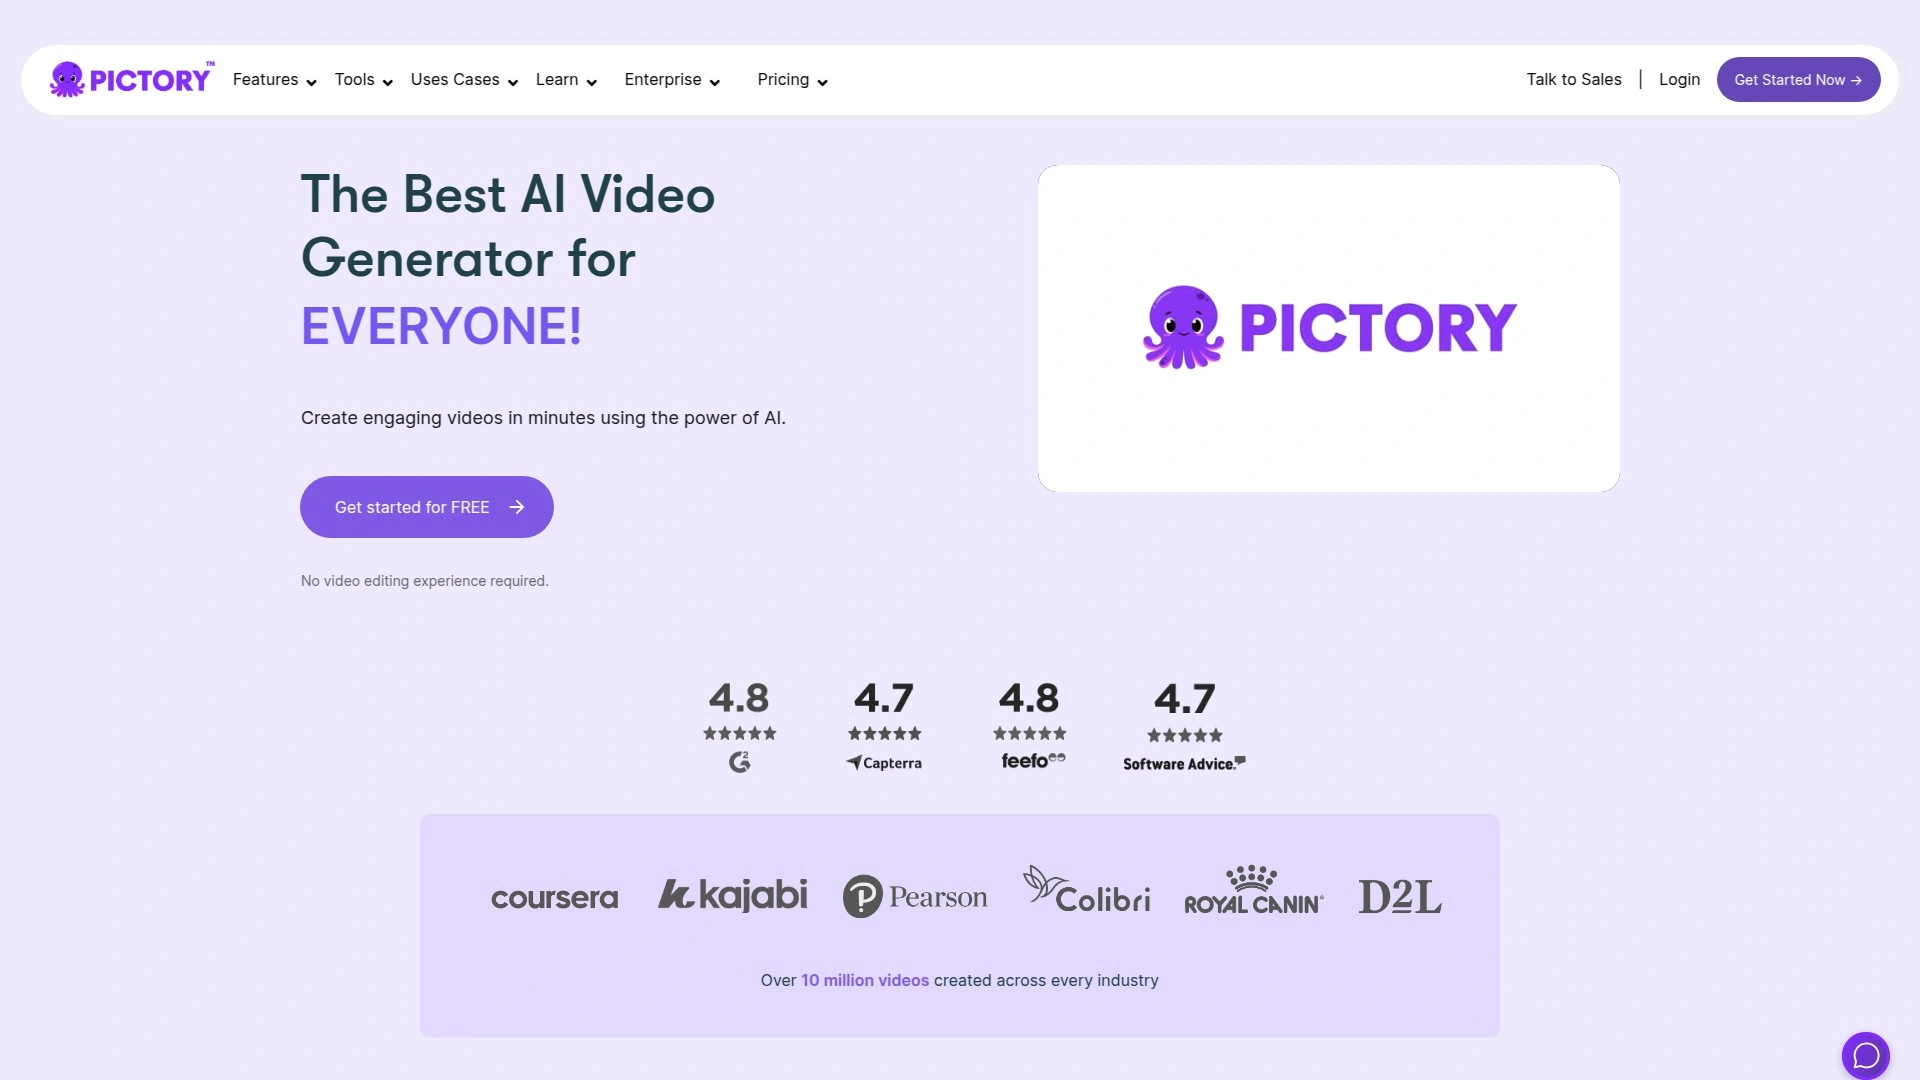 PICTORY™ Features Tools Uses Cases Learn Enterprise Pricing Talk to Sales | Login Get Started Now →
The Best AI Video
Generator for
EVERYONE!
Create engaging videos in minutes using the power of AI.
Get started for FREE →
No video editing experience required.
PICTORY
4.8 4.7 4.8 4.7
G2 Capterra feefo Software Advice.
coursera kajabi Pearson Colibri ROYAL CANIN® D2L
Over 10 million videos created across every industry